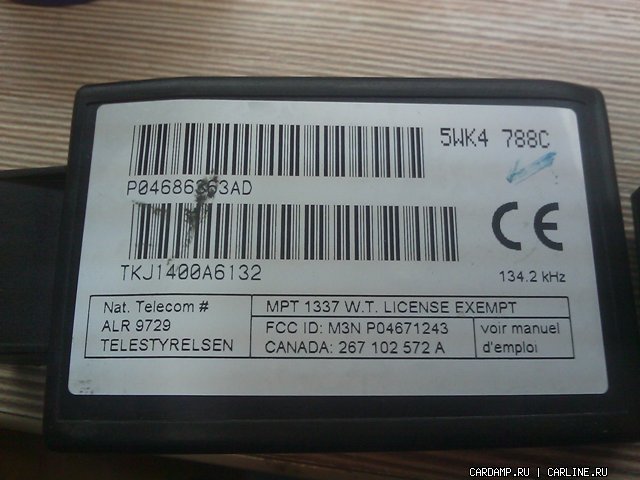 5WK4 788C
P04686363AD
TKJ1400A6132
CE
134.2 kHz
Nat. Telecom #
ALR 9729
TELESTYRELSEN
MPT 1337 W.T. LICENSE EXEMPT
FCC ID: M3N P04671243
CANADA: 267 102 572 A
voir manuel
d'emploi
CARDAMP.RU | CARLINE.RU